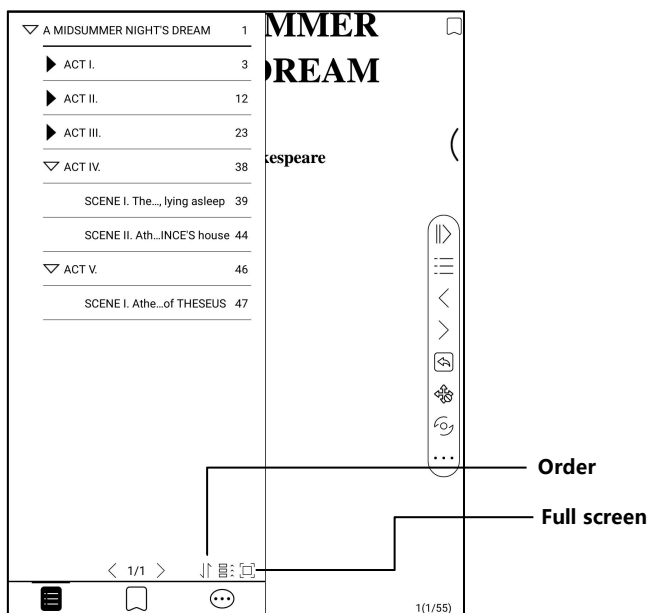 A MIDSUMMER NIGHT'S DREAM 1
ACT I. 3
ACT II. 12
ACT III. 23
ACT IV. 38
SCENE I. The..., lying asleep 39
SCENE II. Ath...INCE'S house 44
ACT V. 46
SCENE I. Athe...of THESEUS 47
1/1
MMER
DREAM
kespeare
1(1/55)
Order
Full screen